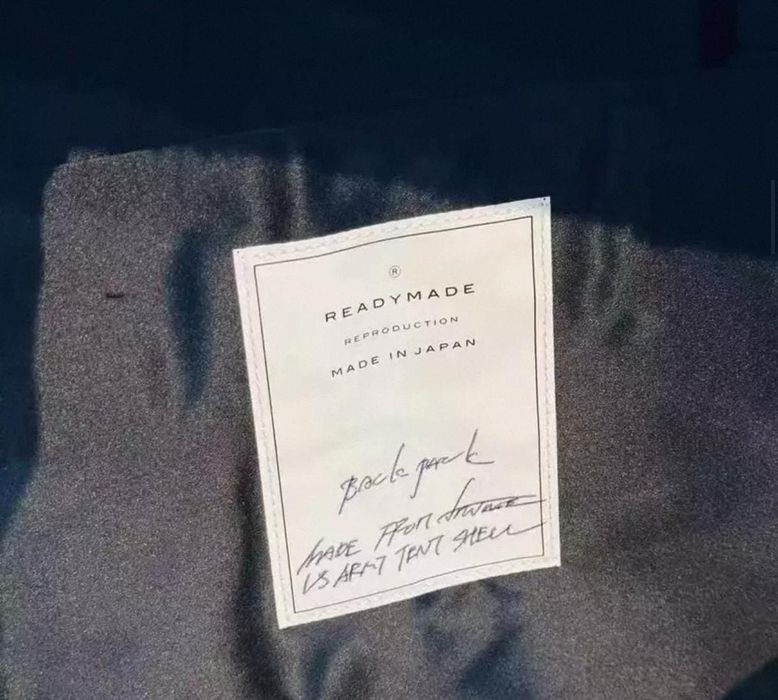 ®
READYMADE
REPRODUCTION
MADE IN JAPAN
Back pack
MADE FROM
US ARMY TENT SHELL